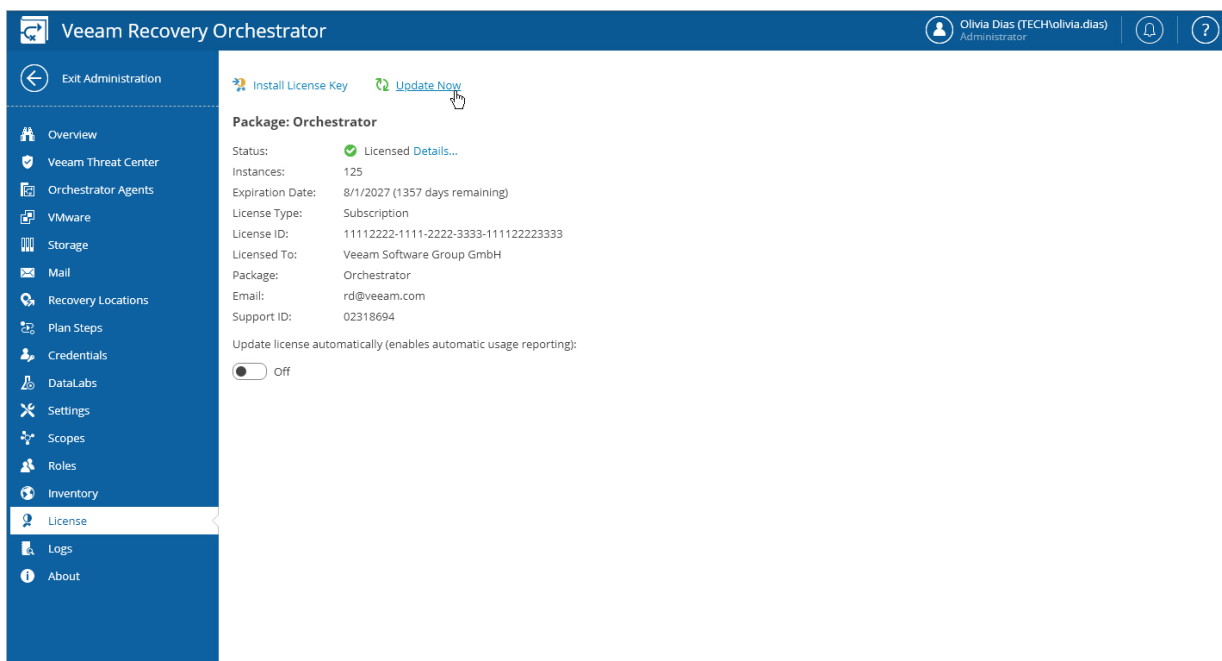 Veeam Recovery Orchestrator
Olivia Dias (TECH\olivia.dias)
Administrator
?
Exit Administration
Overview
Veeam Threat Center
Orchestrator Agents
VMware
Storage
Mail
Recovery Locations
Plan Steps
Credentials
DataLabs
Settings
Scopes
Roles
Inventory
License
Logs
About
Install License Key Update Now
Package: Orchestrator
Status: Licensed Details...
Instances: 125
Expiration Date: 8/1/2027 (1357 days remaining)
License Type: Subscription
License ID: 11112222-1111-2222-3333-111122223333
Licensed To: Veeam Software Group GmbH
Package: Orchestrator
Email: rd@veeam.com
Support ID: 02318694
Update license automatically (enables automatic usage reporting):
Off